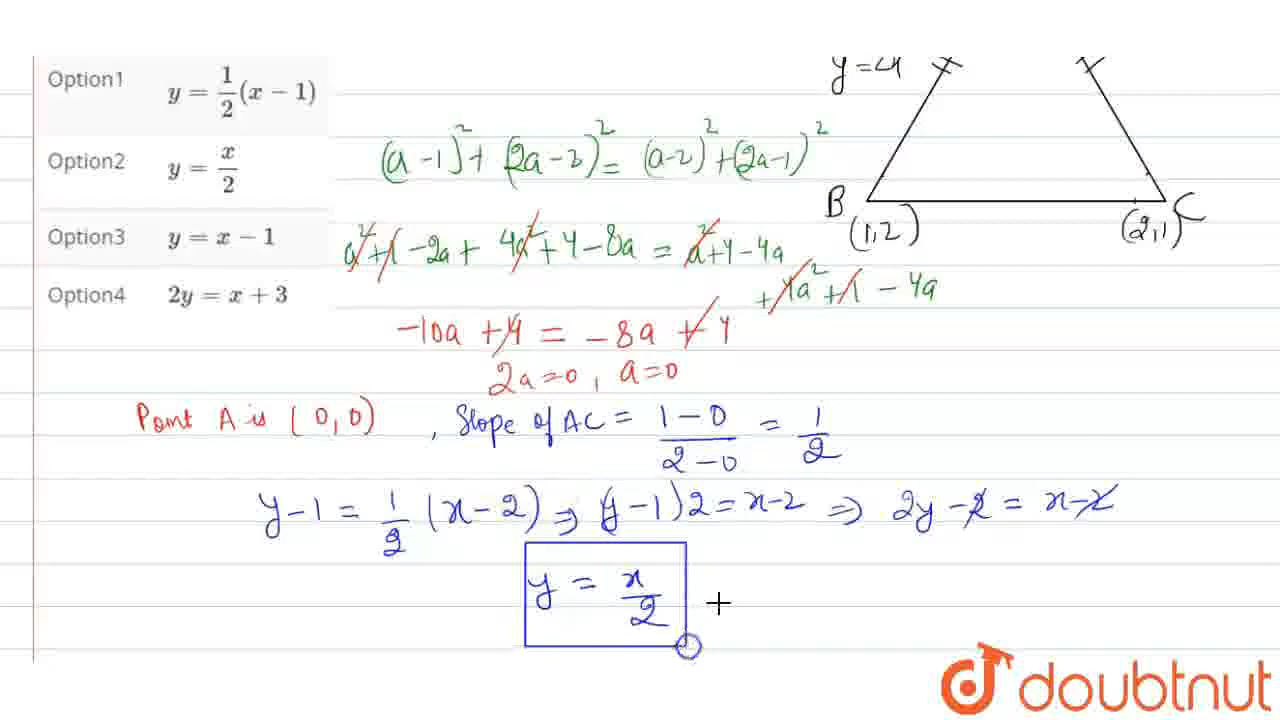 Option1 y = 1/2(x − 1)
Option2 y = x/2
Option3 y = x − 1
Option4 2y = x + 3
y = 2x
B C
(1,2) (2,1)
(a-1)² + (2a-2)² = (a-2)² + (2a-1)²
a² + 1 - 2a + 4a² + 4 - 8a = a² + 4 - 4a
+ 4a² + 1 - 4a
-10a + 4 = -8a + 4
2a=0, a=0
Point A is (0,0), Slope of AC = 1-0/2-0 = 1/2
y-1 = 1/2 (x-2) ⇒ (y-1)2 = x-2 ⇒ 2y-2 = x-2
y = x/2
doubtnut